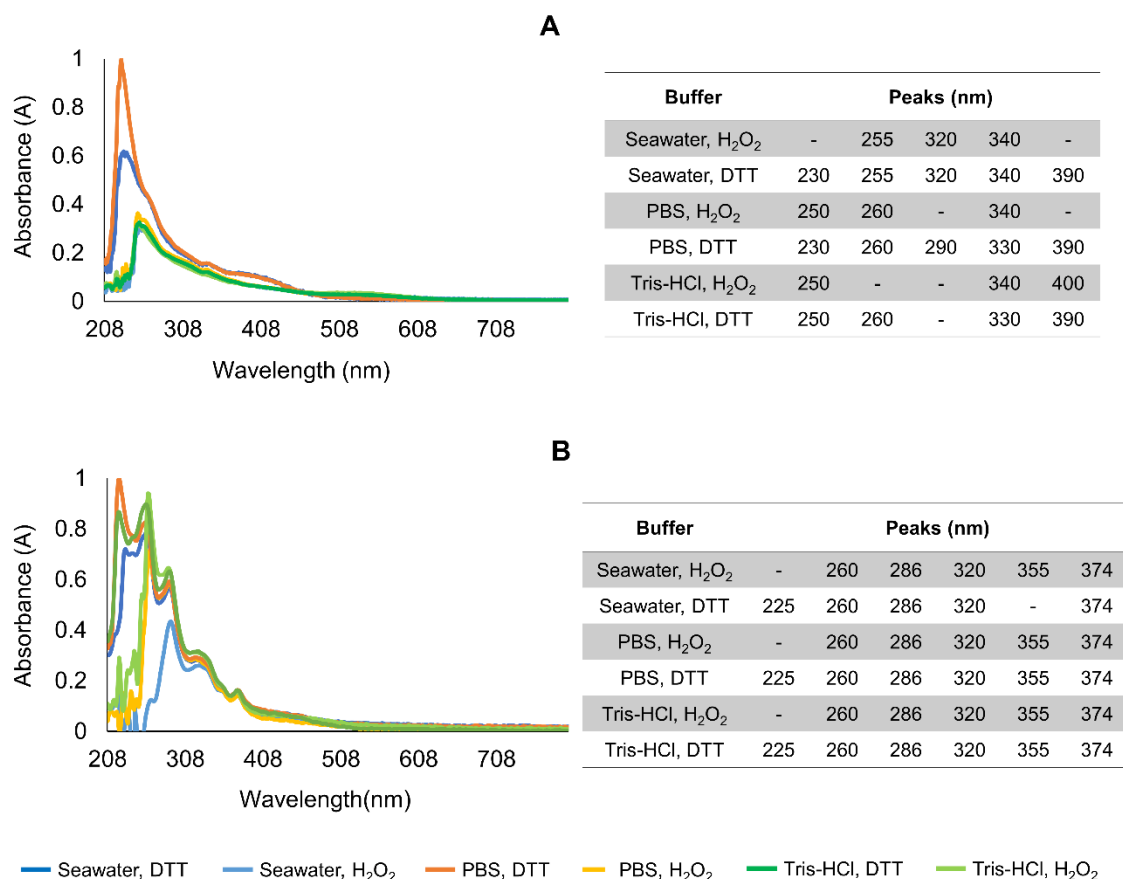 A
Absorbance (A)
1
0.8
0.6
0.4
0.2
0
208 308 408 508 608 708
Wavelength (nm)
Buffer Peaks (nm)
Seawater, H₂O₂ - 255 320 340 -
Seawater, DTT 230 255 320 340 390
PBS, H₂O₂ 250 260 - 340 -
PBS, DTT 230 260 290 330 390
Tris-HCl, H₂O₂ 250 - - 340 400
Tris-HCl, DTT 250 260 - 330 390
B
Absorbance (A)
1
0.8
0.6
0.4
0.2
0
208 308 408 508 608 708
Wavelength(nm)
Buffer Peaks (nm)
Seawater, H₂O₂ - 260 286 320 355 374
Seawater, DTT 225 260 286 320 - 374
PBS, H₂O₂ - 260 286 320 355 374
PBS, DTT 225 260 286 320 355 374
Tris-HCl, H₂O₂ - 260 286 320 355 374
Tris-HCl, DTT 225 260 286 320 355 374
Seawater, DTT Seawater, H₂O₂ PBS, DTT PBS, H₂O₂ Tris-HCl, DTT Tris-HCl, H₂O₂